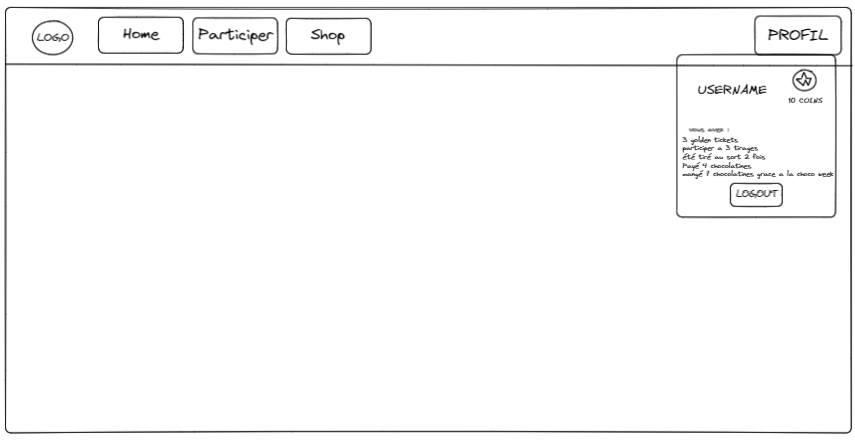 LOGO
Home
Participer
Shop
PROFIL
USERNAME
10 COINS
vous avez :
3 golden tickets
participer a 3 tirages
été tiré au sort 2 fois
Payé 4 chocolatines
mangé 7 chocolatines grace a la choco week
LOGOUT